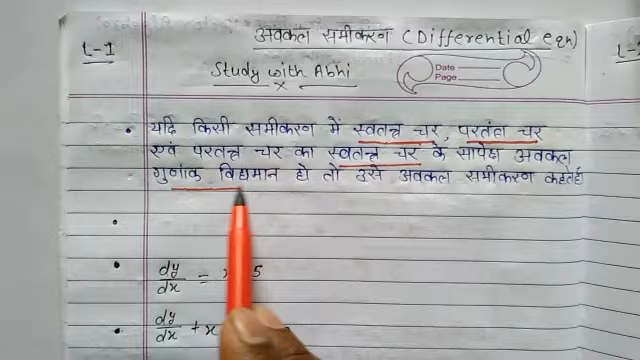 L-1
अवकल समीकरण (Differential eqn)
Study with Abhi
Date
Page
यदि किसी समीकरण में स्वतन्त्र चर, परतंत्र चर
एवं परतन्त्र चर का स्वतन्त्र चर के सापेक्ष अवकल
गुणांक विद्यमान हो तो उसे अवकल समीकरण कहते हैं
dy/dx = 5
dy/dx + x